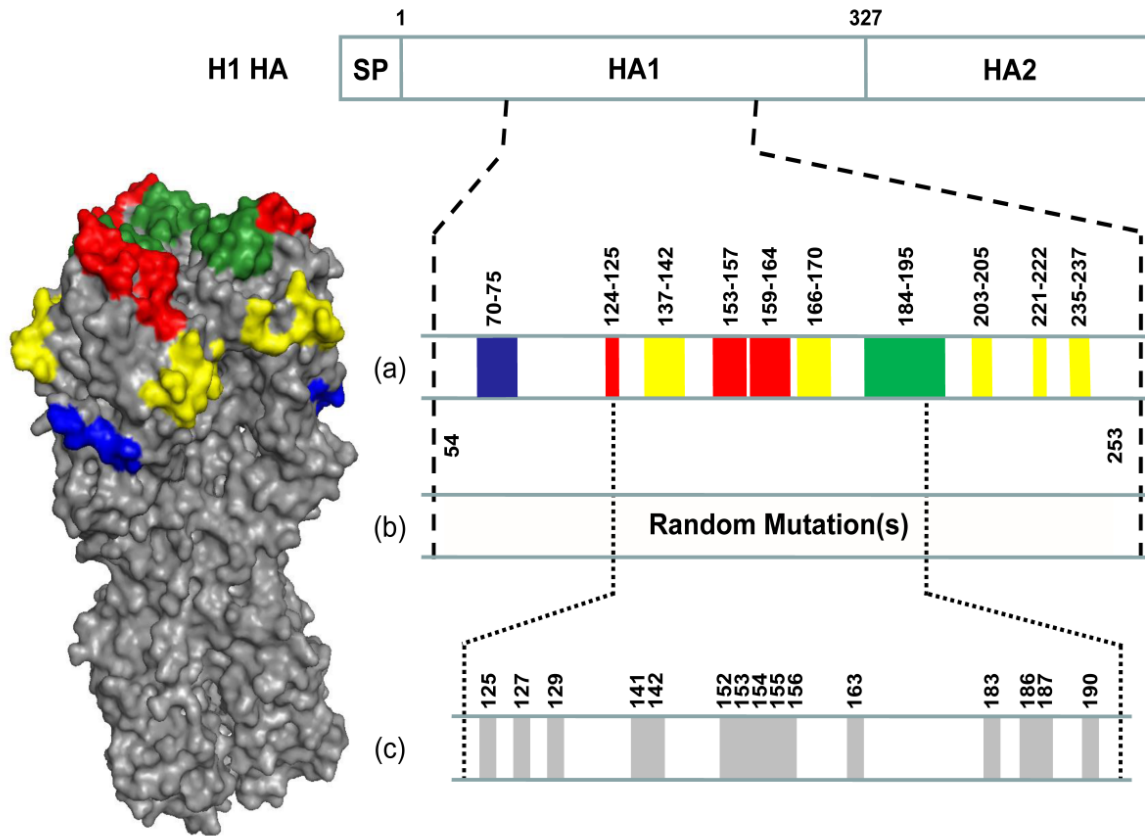 1 327
H1 HA SP HA1 HA2
70-75 124-125 137-142 153-157 159-164 166-170 184-195 203-205 221-222 235-237
(a)
54 253
(b) Random Mutation(s)
125 127 129 141 142 152 153 154 155 156 163 183 186 187 190
(c)